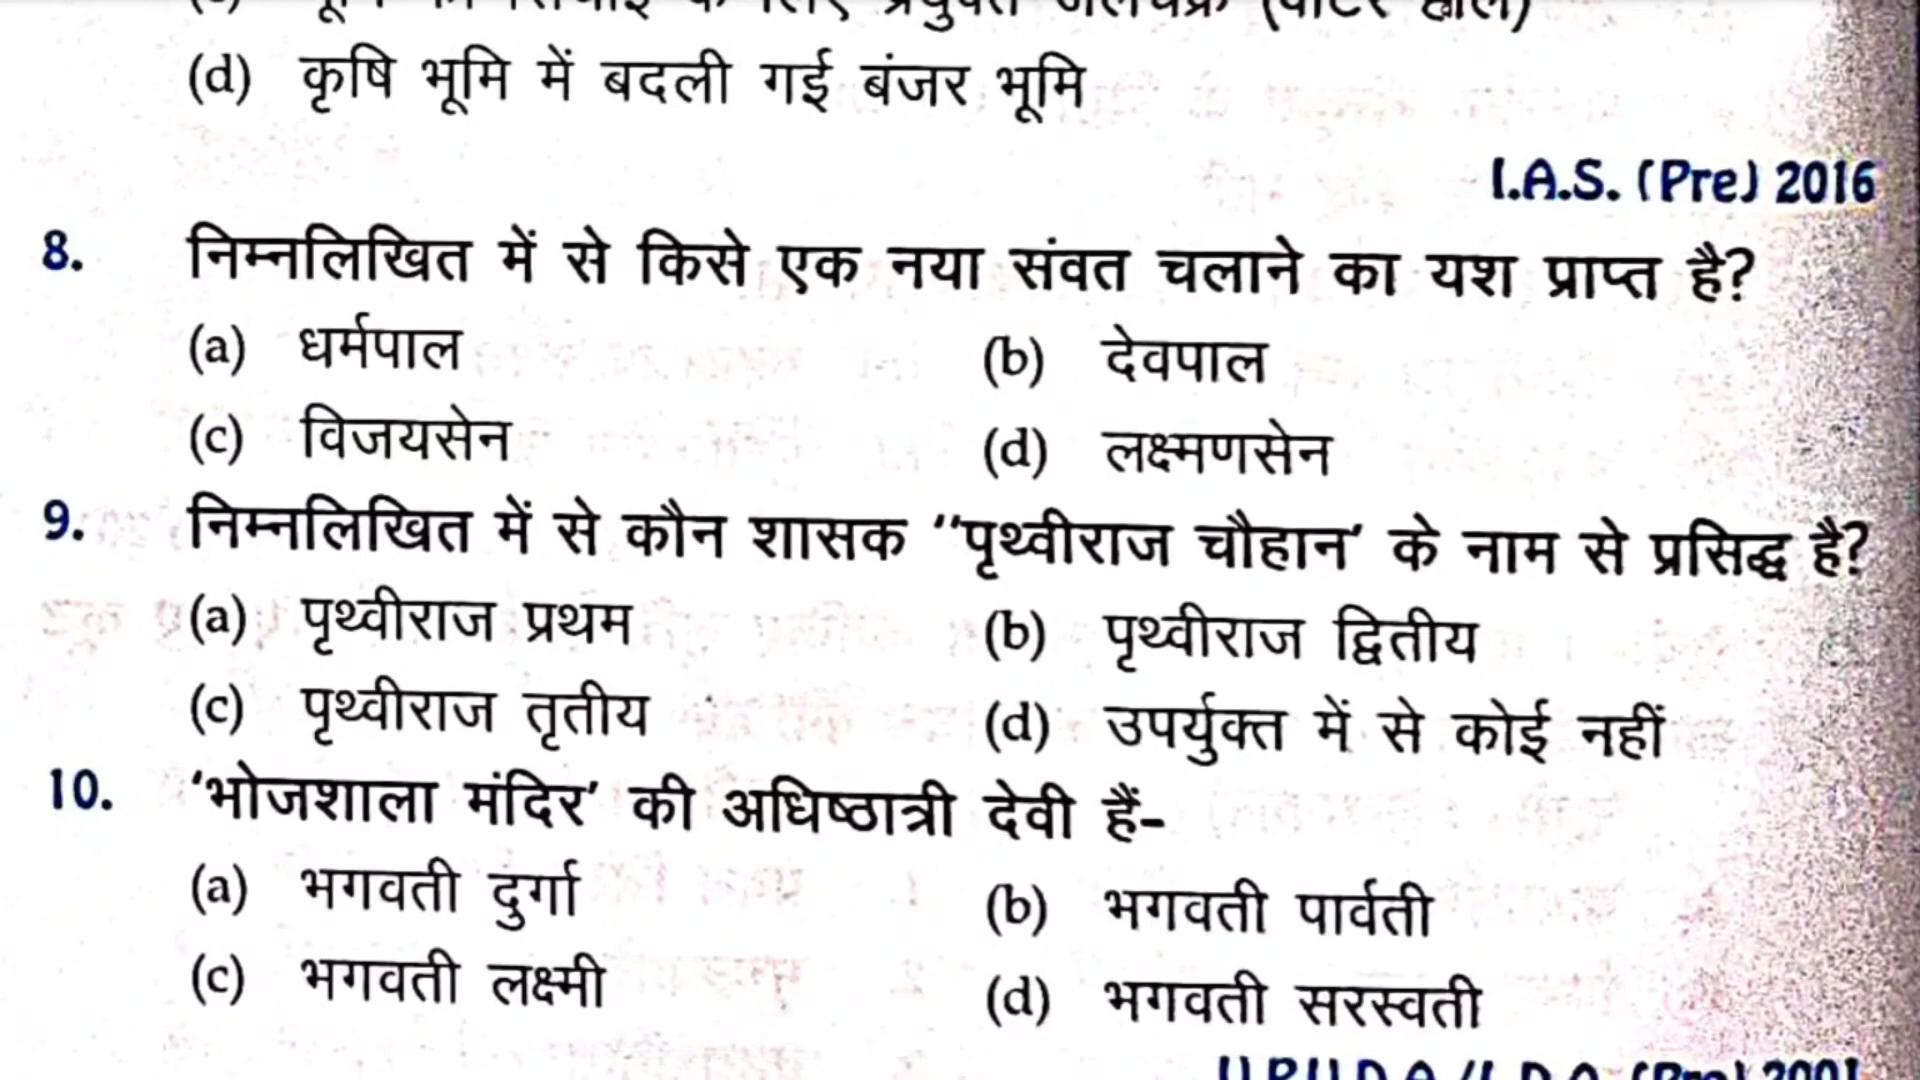 (d) कृषि भूमि में बदली गई बंजर भूमि
I.A.S. (Pre) 2016
8. निम्नलिखित में से किसे एक नया संवत चलाने का यश प्राप्त है?
(a) धर्मपाल (b) देवपाल
(c) विजयसेन (d) लक्ष्मणसेन
9. निम्नलिखित में से कौन शासक "पृथ्वीराज चौहान' के नाम से प्रसिद्ध है?
(a) पृथ्वीराज प्रथम (b) पृथ्वीराज द्वितीय
(c) पृथ्वीराज तृतीय (d) उपर्युक्त में से कोई नहीं
10. 'भोजशाला मंदिर' की अधिष्ठात्री देवी हैं-
(a) भगवती दुर्गा (b) भगवती पार्वती
(c) भगवती लक्ष्मी (d) भगवती सरस्वती